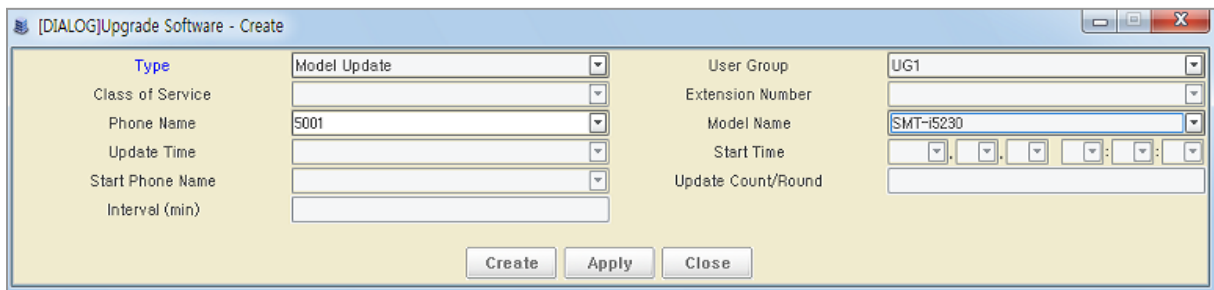 [DIALOG]Upgrade Software - Create
Type Model Update User Group UG1
Class of Service Extension Number
Phone Name 5001 Model Name SMT-i5230
Update Time Start Time . . : :
Start Phone Name Update Count/Round
Interval (min)
Create Apply Close